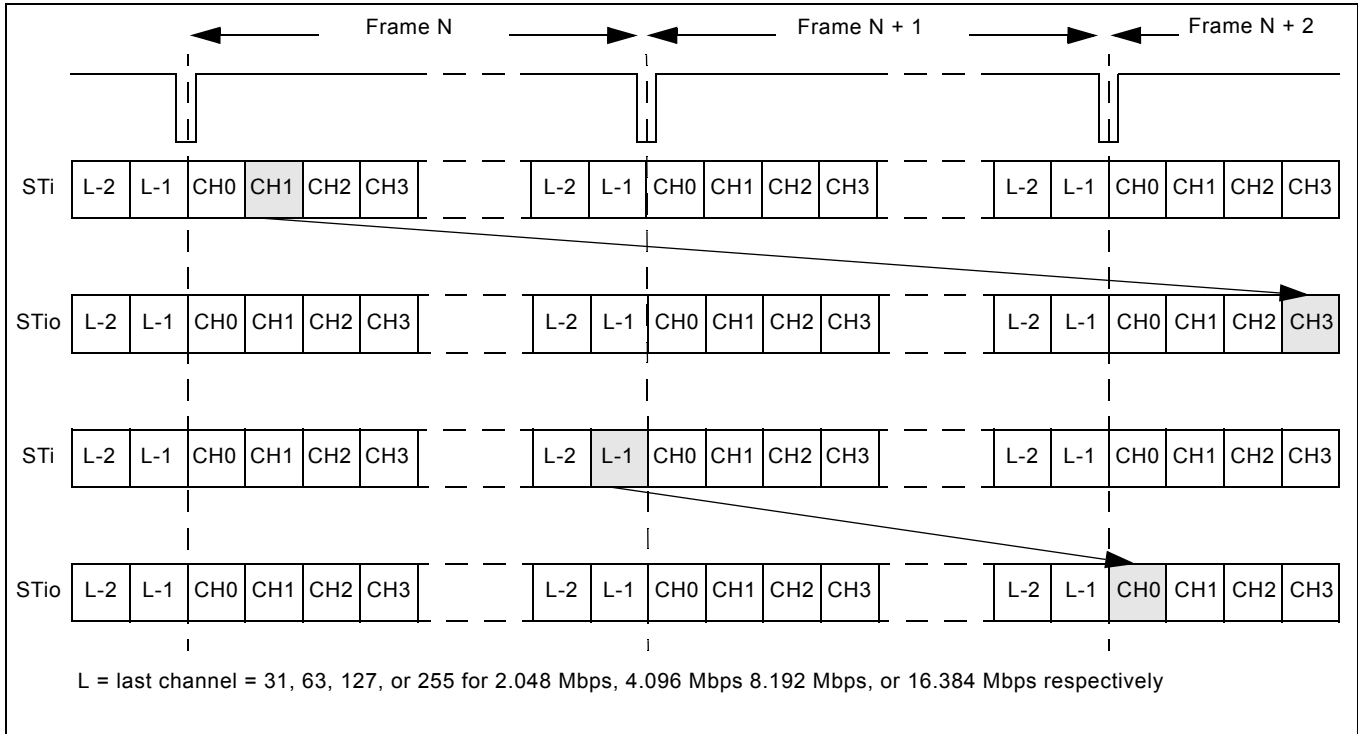 Frame N Frame N + 1 Frame N + 2
STi L-2 L-1 CH0 CH1 CH2 CH3 L-2 L-1 CH0 CH1 CH2 CH3 L-2 L-1 CH0 CH1 CH2 CH3
STio L-2 L-1 CH0 CH1 CH2 CH3 L-2 L-1 CH0 CH1 CH2 CH3 L-2 L-1 CH0 CH1 CH2 CH3
STi L-2 L-1 CH0 CH1 CH2 CH3 L-2 L-1 CH0 CH1 CH2 CH3 L-2 L-1 CH0 CH1 CH2 CH3
STio L-2 L-1 CH0 CH1 CH2 CH3 L-2 L-1 CH0 CH1 CH2 CH3 L-2 L-1 CH0 CH1 CH2 CH3
L = last channel = 31, 63, 127, or 255 for 2.048 Mbps, 4.096 Mbps 8.192 Mbps, or 16.384 Mbps respectively